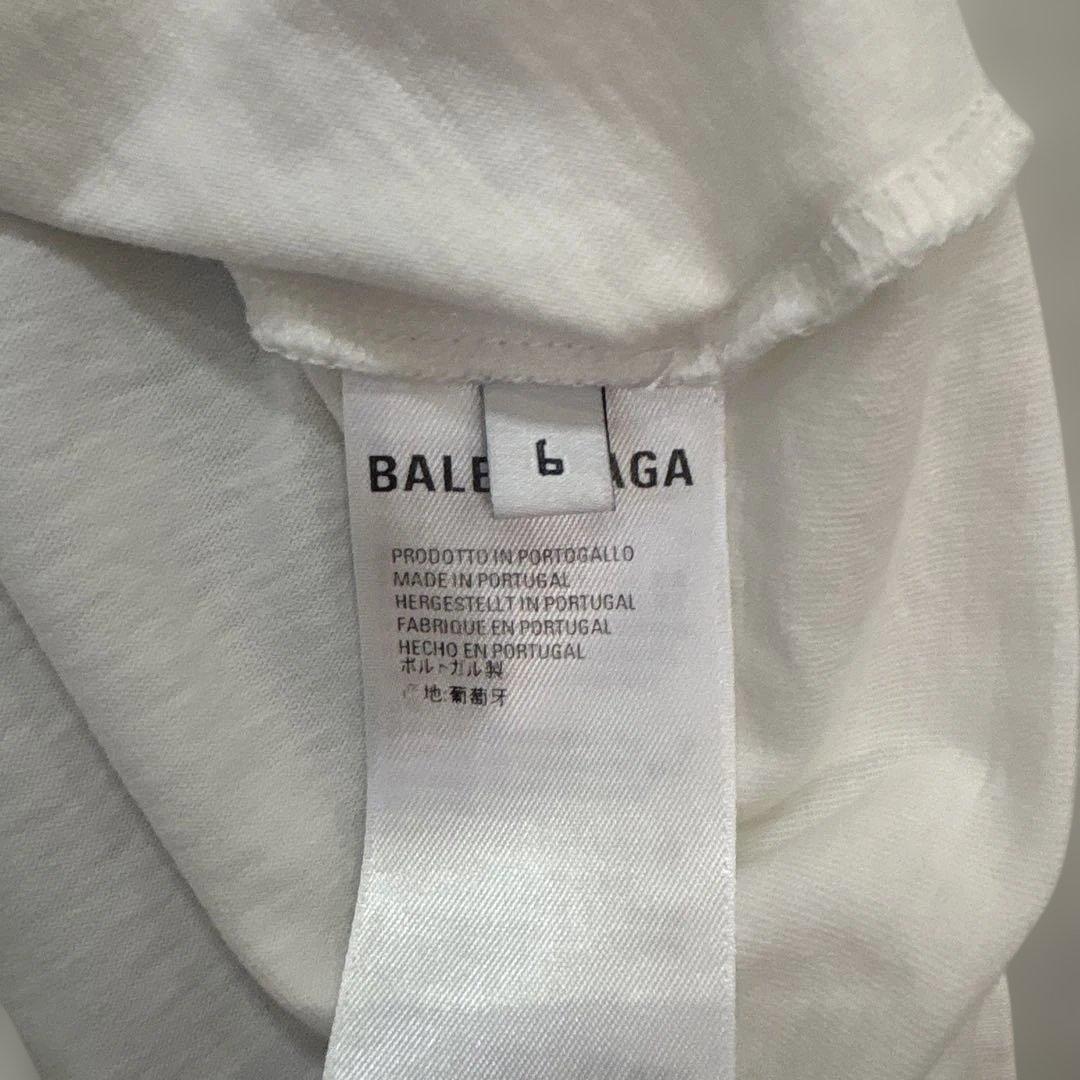 BALE AGA
6
PRODOTTO IN PORTOGALLO
MADE IN PORTUGAL
HERGESTELLT IN PORTUGAL
FABRIQUE EN PORTUGAL
HECHO EN PORTUGAL
ポルトガル製
产地:葡萄牙